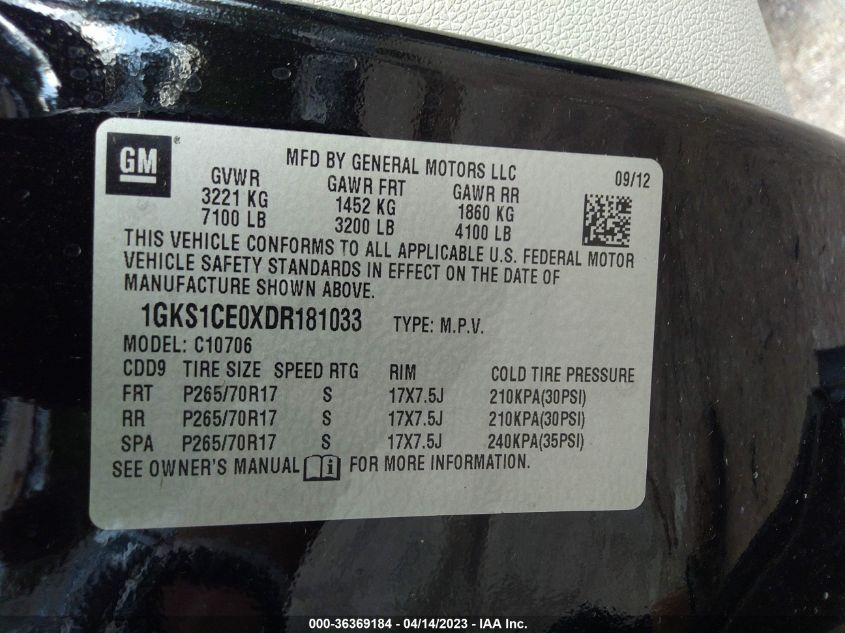 GM
®
MFD BY GENERAL MOTORS LLC
09/12
GVWR GAWR FRT GAWR RR
3221 KG 1452 KG 1860 KG
7100 LB 3200 LB 4100 LB
THIS VEHICLE CONFORMS TO ALL APPLICABLE U.S. FEDERAL MOTOR
VEHICLE SAFETY STANDARDS IN EFFECT ON THE DATE OF
MANUFACTURE SHOWN ABOVE.
1GKS1CE0XDR181033 TYPE: M.P.V.
MODEL: C10706
CDD9 TIRE SIZE SPEED RTG RIM COLD TIRE PRESSURE
FRT P265/70R17 S 17X7.5J 210KPA(30PSI)
RR P265/70R17 S 17X7.5J 210KPA(30PSI)
SPA P265/70R17 S 17X7.5J 240KPA(35PSI)
SEE OWNER'S MANUAL FOR MORE INFORMATION.
000-36369184 - 04/14/2023 - IAA Inc.